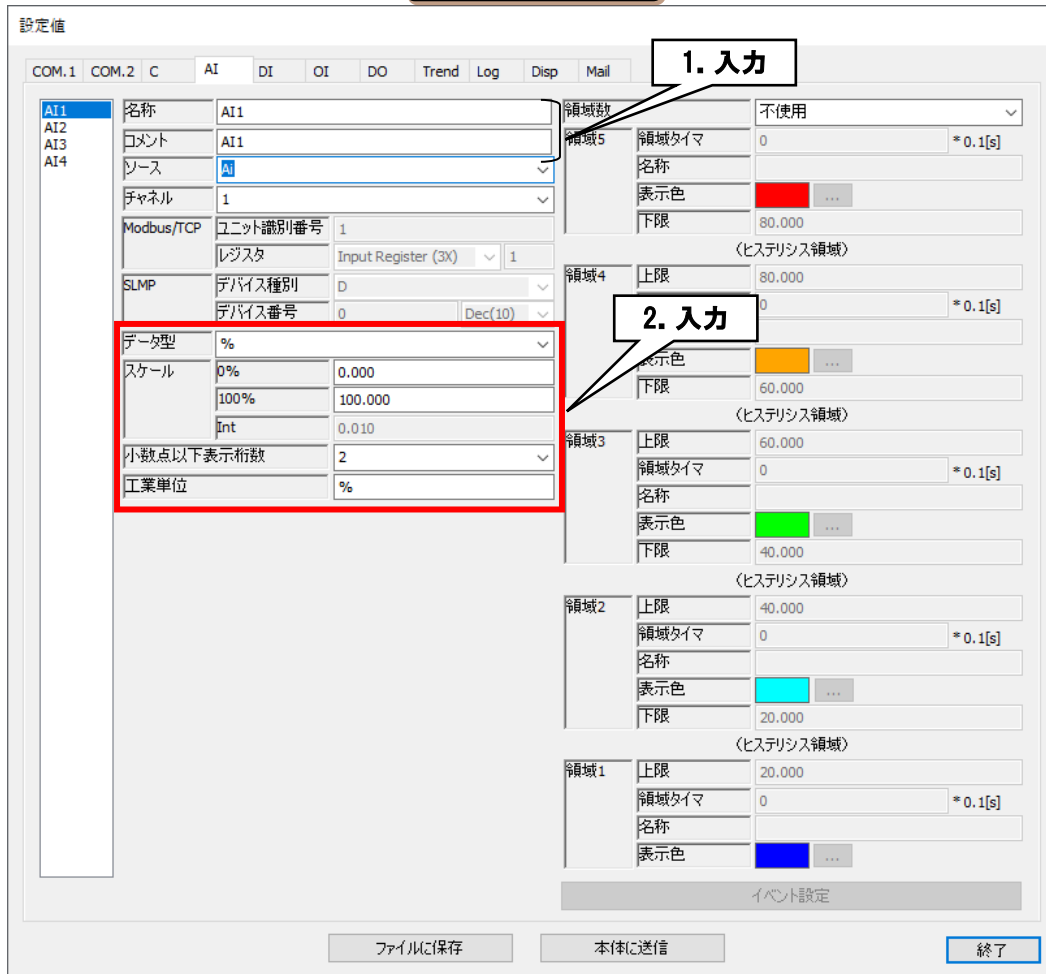 設定値
COM.1 COM.2 C AI DI OI DO Trend Log Disp Mail
1. 入力
AI1
AI2
AI3
AI4
名称 AI1
コメント AI1
ソース Ai
チャネル 1
Modbus/TCP ユニット識別番号 1
レジスタ Input Register (3X) 1
SLMP デバイス種別 D
デバイス番号 0 Dec(10)
データ型 %
スケール 0% 0.000
100% 100.000
Int 0.010
小数点以下表示桁数 2
工業単位 %
2. 入力
領域数 不使用
領域5 領域タイマ 0 *0.1[s]
名称
表示色 ...
下限 80.000
(ヒステリシス領域)
領域4 上限 80.000
0 *0.1[s]
表示色 ...
下限 60.000
(ヒステリシス領域)
領域3 上限 60.000
領域タイマ 0 *0.1[s]
名称
表示色 ...
下限 40.000
(ヒステリシス領域)
領域2 上限 40.000
領域タイマ 0 *0.1[s]
名称
表示色 ...
下限 20.000
(ヒステリシス領域)
領域1 上限 20.000
領域タイマ 0 *0.1[s]
名称
表示色 ...
イベント設定
ファイルに保存 本体に送信 終了